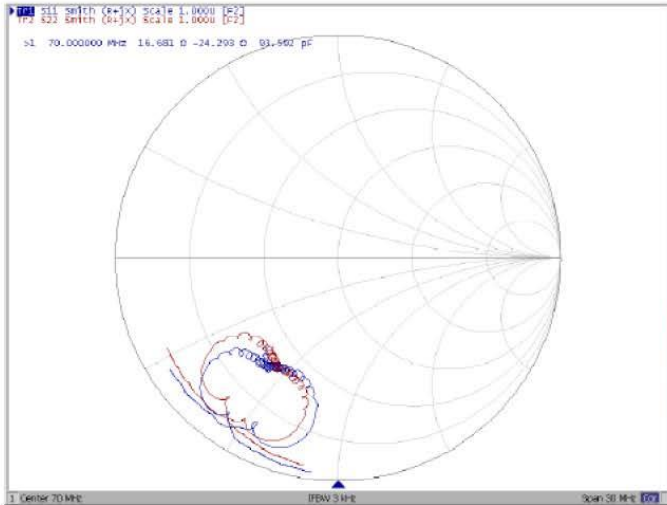 Tr1 S11 Smith (R+jX) Scale 1.000U [F2]
Tr2 S22 Smith (R+jX) Scale 1.000U [F2]
>1 70.000000 MHz 16.681 Ω -24.293 Ω 93.592 pF
1 Center 70 MHz IFBW 3 kHz Span 30 MHz Cor